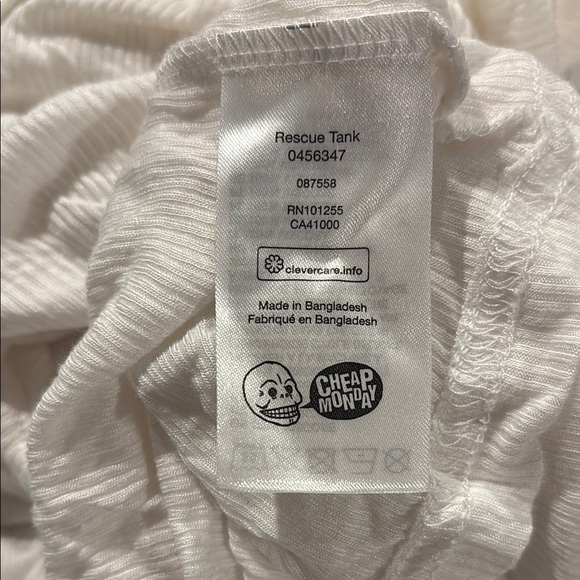 Rescue Tank
0456347
087558
RN101255
CA41000
clevercare.info
Made in Bangladesh
Fabriqué en Bangladesh
CHEAP
MONDAY